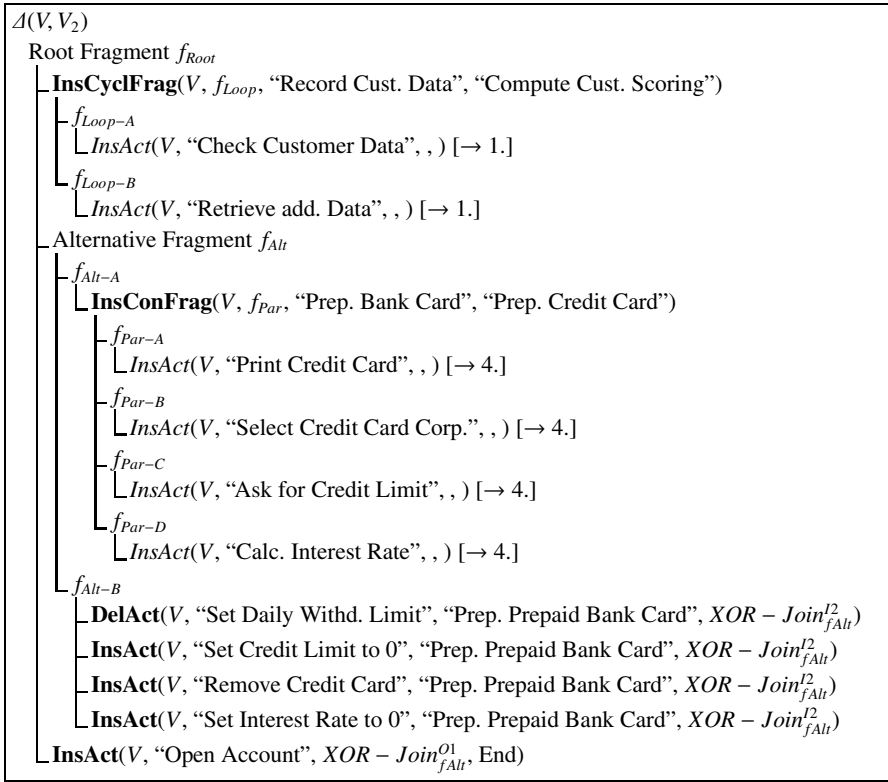 Δ(V, V₂)
Root Fragment f_Root
InsCyclFrag(V, f_Loop, “Record Cust. Data”, “Compute Cust. Scoring”)
f_Loop−A
InsAct(V, “Check Customer Data”, , ) [→ 1.]
f_Loop−B
InsAct(V, “Retrieve add. Data”, , ) [→ 1.]
Alternative Fragment f_Alt
f_Alt−A
InsConFrag(V, f_Par, “Prep. Bank Card”, “Prep. Credit Card”)
f_Par−A
InsAct(V, “Print Credit Card”, , ) [→ 4.]
f_Par−B
InsAct(V, “Select Credit Card Corp.”, , ) [→ 4.]
f_Par−C
InsAct(V, “Ask for Credit Limit”, , ) [→ 4.]
f_Par−D
InsAct(V, “Calc. Interest Rate”, , ) [→ 4.]
f_Alt−B
DelAct(V, “Set Daily Withd. Limit”, “Prep. Prepaid Bank Card”, XOR − Join^I2_fAlt)
InsAct(V, “Set Credit Limit to 0”, “Prep. Prepaid Bank Card”, XOR − Join^I2_fAlt)
InsAct(V, “Remove Credit Card”, “Prep. Prepaid Bank Card”, XOR − Join^I2_fAlt)
InsAct(V, “Set Interest Rate to 0”, “Prep. Prepaid Bank Card”, XOR − Join^I2_fAlt)
InsAct(V, “Open Account”, XOR − Join^O1_fAlt, End)